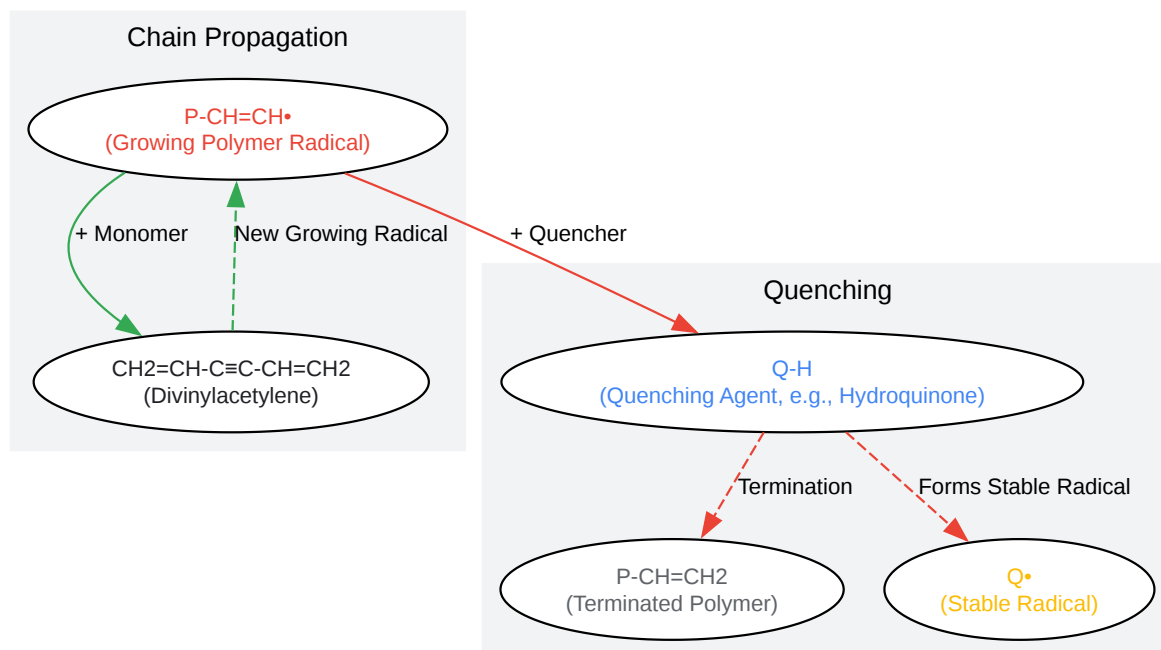 Chain Propagation
P-CH=CH•
(Growing Polymer Radical)
+ Monomer
New Growing Radical
+ Quencher
CH2=CH-C≡C-CH=CH2
(Divinylacetylene)
Quenching
Q-H
(Quenching Agent, e.g., Hydroquinone)
Termination
Forms Stable Radical
P-CH=CH2
(Terminated Polymer)
Q•
(Stable Radical)